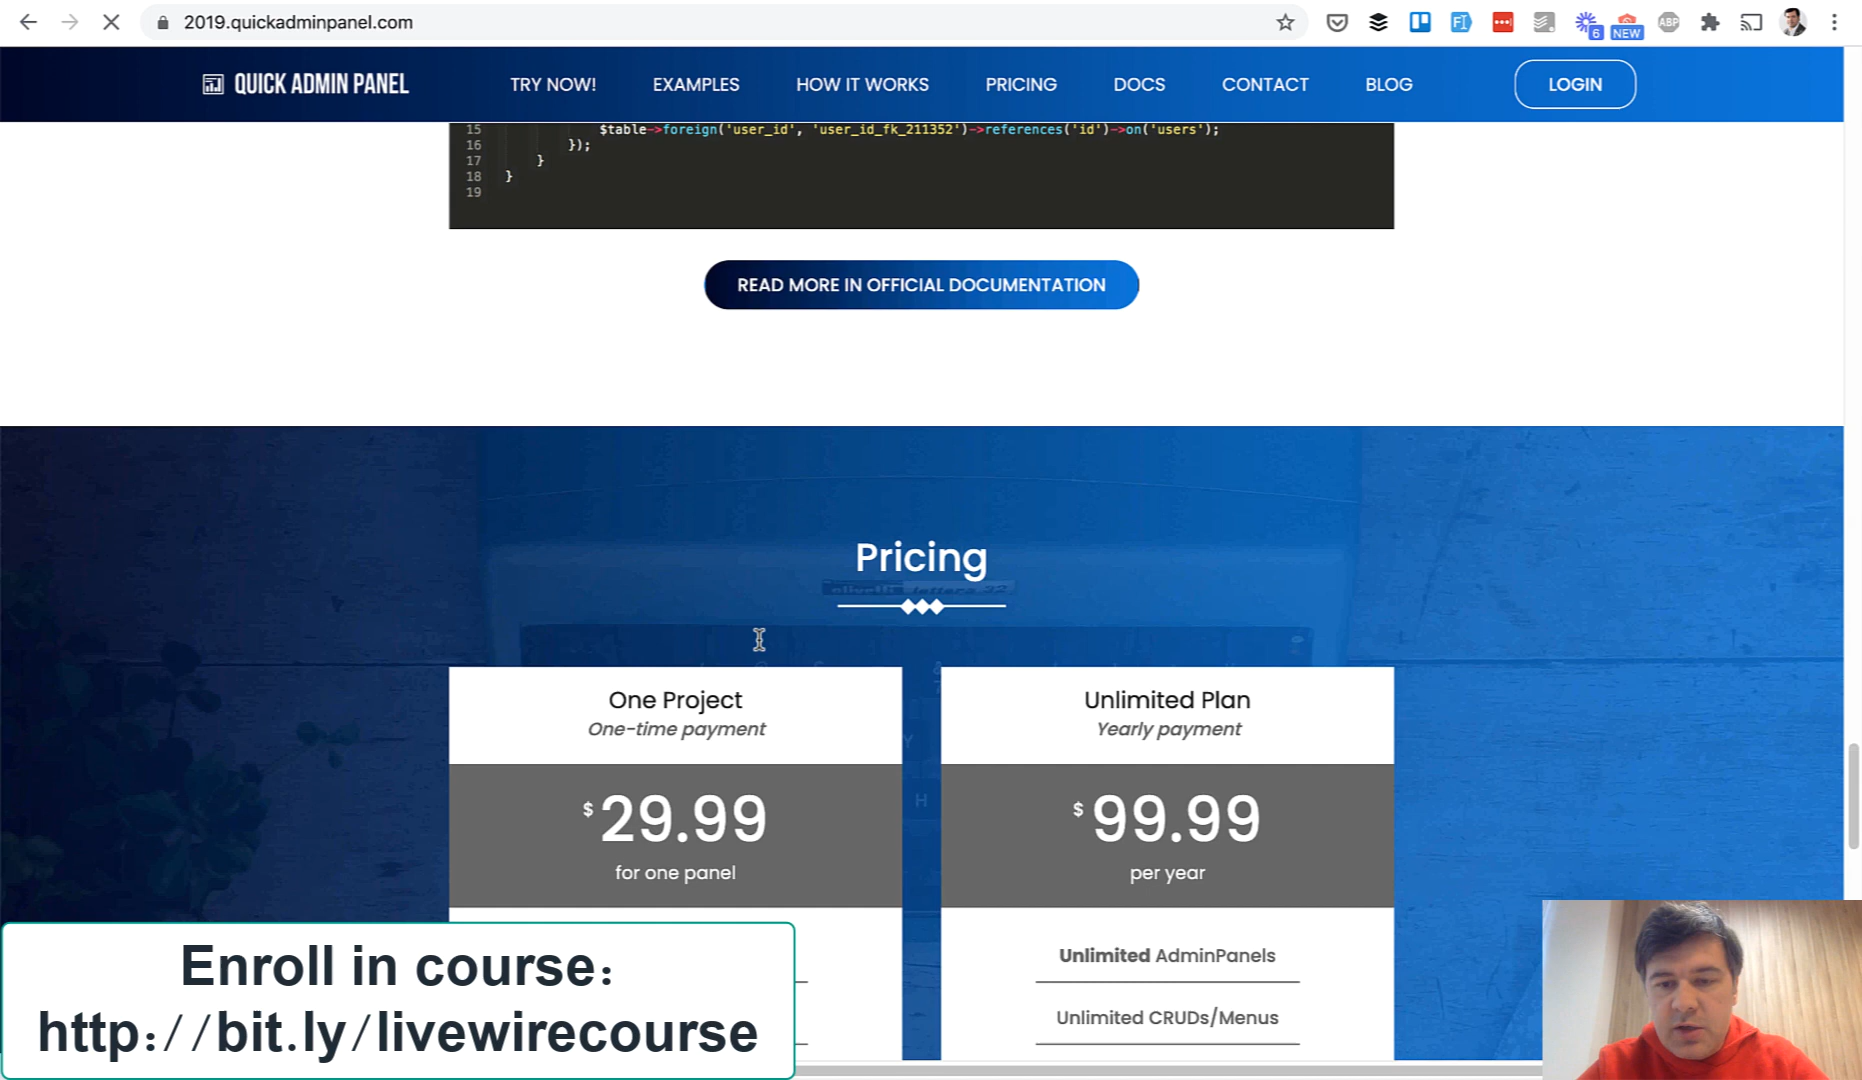 2019.quickadminpanel.com
6
NEW
ABP
QUICK ADMIN PANEL
TRY NOW!
EXAMPLES
HOW IT WORKS
PRICING
DOCS
CONTACT
BLOG
LOGIN
15 $table->foreign('user_id', 'user_id_fk_211352')->references('id')->on('users');
16 });
17 }
18 }
19
READ MORE IN OFFICIAL DOCUMENTATION
Pricing
One Project
One-time payment
$29.99
for one panel
Unlimited Plan
Yearly payment
$99.99
per year
Unlimited AdminPanels
Unlimited CRUDs/Menus
Enroll in course:
http://bit.ly/livewirecourse